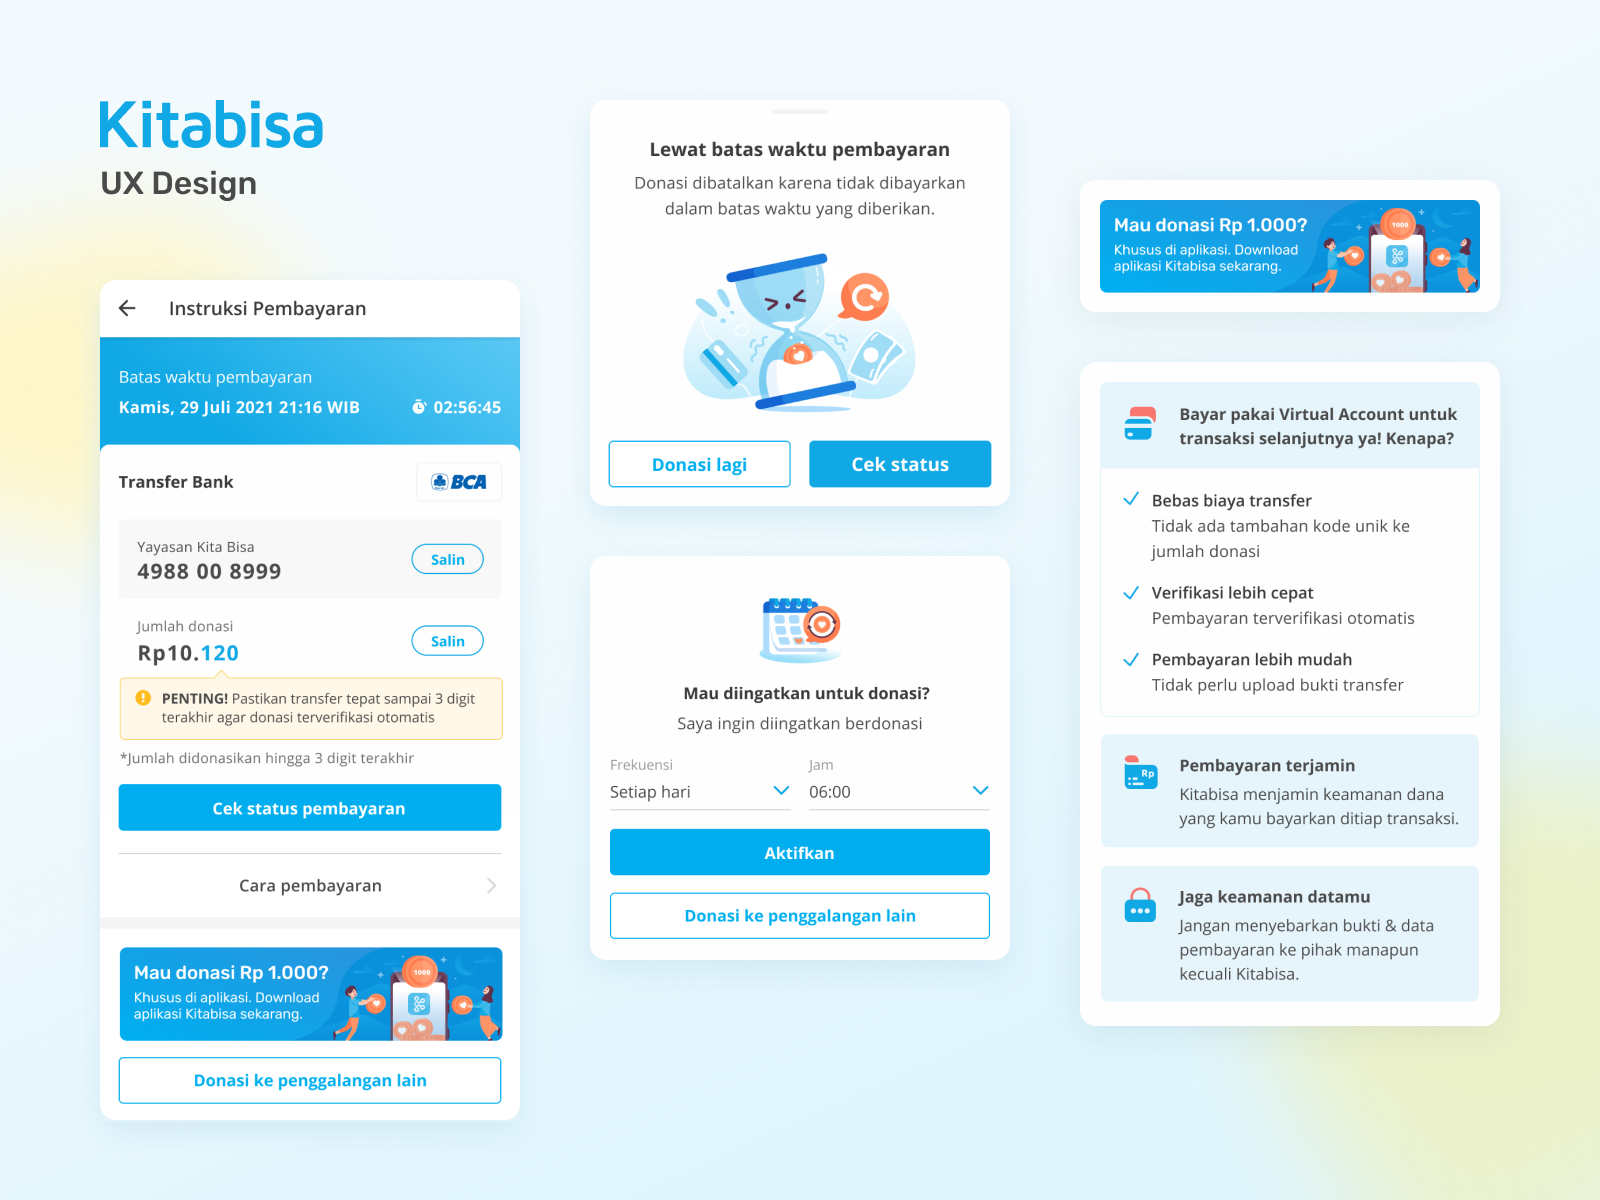 Kitabisa
UX Design
Instruksi Pembayaran
Batas waktu pembayaran
Kamis, 29 Juli 2021 21:16 WIB
02:56:45
Transfer Bank
BCA
Yayasan Kita Bisa
4988 00 8999
Salin
Jumlah donasi
Rp10.120
Salin
PENTING! Pastikan transfer tepat sampai 3 digit
terakhir agar donasi terverifikasi otomatis
*Jumlah didonasikan hingga 3 digit terakhir
Cek status pembayaran
Cara pembayaran
Mau donasi Rp 1.000?
Khusus di aplikasi. Download
aplikasi Kitabisa sekarang.
1000
Donasi ke penggalangan lain
Lewat batas waktu pembayaran
Donasi dibatalkan karena tidak dibayarkan
dalam batas waktu yang diberikan.
Donasi lagi
Cek status
Mau diingatkan untuk donasi?
Saya ingin diingatkan berdonasi
Frekuensi
Setiap hari
Jam
06:00
Aktifkan
Donasi ke penggalangan lain
Mau donasi Rp 1.000?
Khusus di aplikasi. Download
aplikasi Kitabisa sekarang.
1000
Bayar pakai Virtual Account untuk
transaksi selanjutnya ya! Kenapa?
Bebas biaya transfer
Tidak ada tambahan kode unik ke
jumlah donasi
Verifikasi lebih cepat
Pembayaran terverifikasi otomatis
Pembayaran lebih mudah
Tidak perlu upload bukti transfer
Rp
Pembayaran terjamin
Kitabisa menjamin keamanan dana
yang kamu bayarkan ditiap transaksi.
Jaga keamanan datamu
Jangan menyebarkan bukti & data
pembayaran ke pihak manapun
kecuali Kitabisa.